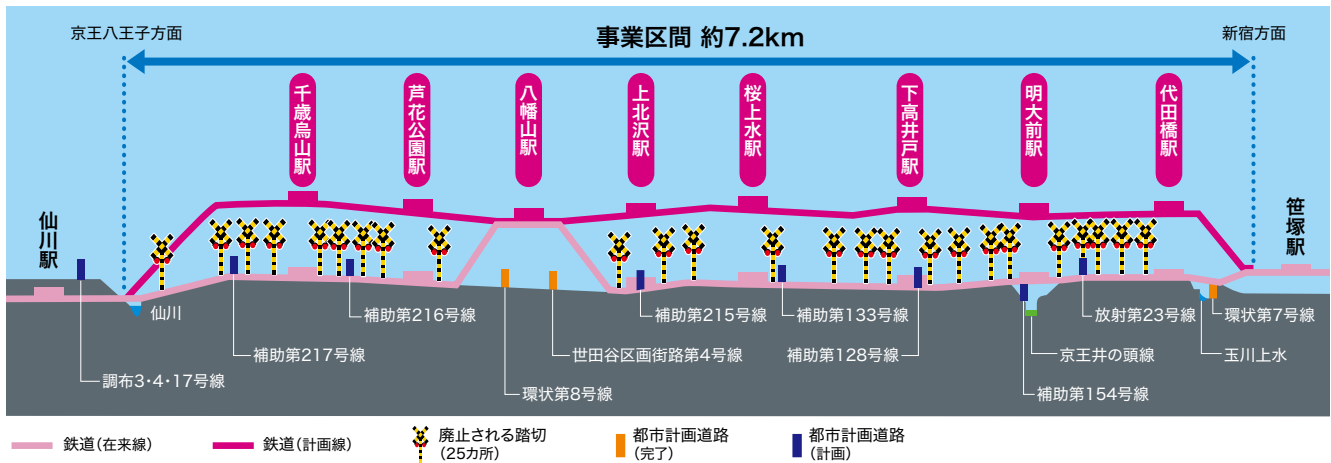 京王八王子方面
事業区間 約7.2km
新宿方面
千歳烏山駅
芦花公園駅
八幡山駅
上北沢駅
桜上水駅
下高井戸駅
明大前駅
代田橋駅
仙川駅
笹塚駅
仙川
補助第216号線
補助第215号線
補助第133号線
放射第23号線
環状第7号線
補助第217号線
世田谷区画街路第4号線
補助第128号線
京王井の頭線
玉川上水
調布3・4・17号線
環状第8号線
補助第154号線
鉄道(在来線)
鉄道(計画線)
廃止される踏切
(25カ所)
都市計画道路
(完了)
都市計画道路
(計画)